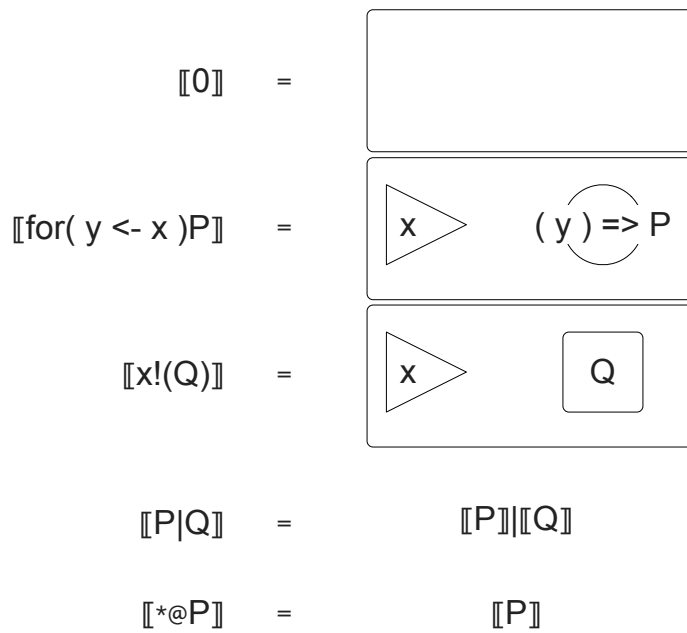 ⟦0⟧ =
⟦for( y <- x )P⟧ = x ( y ) => P
⟦x!(Q)⟧ = x Q
⟦P|Q⟧ = ⟦P⟧|⟦Q⟧
⟦*@P⟧ = ⟦P⟧